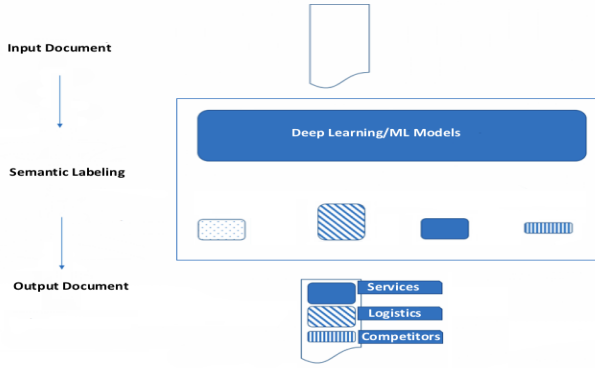 Input Document
Deep Learning/ML Models
Semantic Labeling
Output Document
Services
Logistics
Competitors